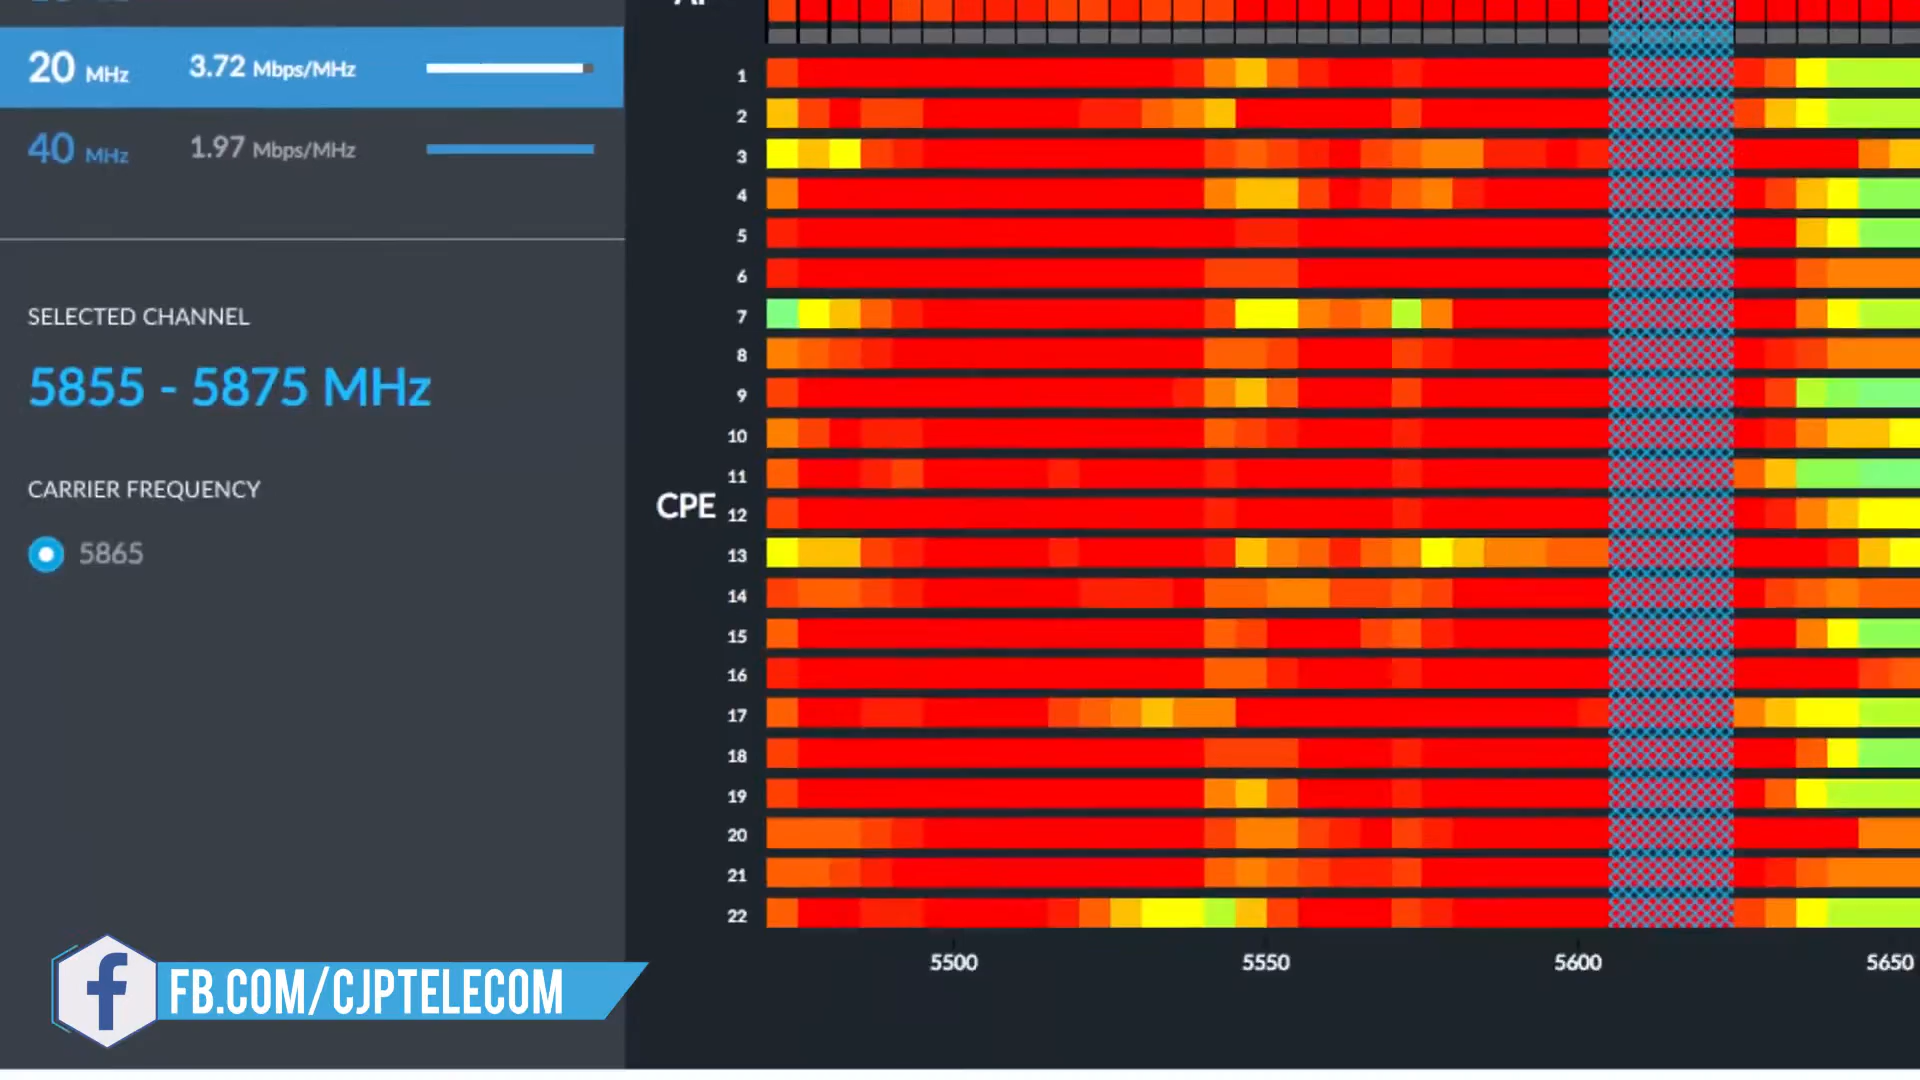 20 MHz 3.72 Mbps/MHz
40 MHz 1.97 Mbps/MHz
SELECTED CHANNEL
5855 - 5875 MHz
CARRIER FREQUENCY
5865
CPE
1
2
3
4
5
6
7
8
9
10
11
12
13
14
15
16
17
18
19
20
21
22
5500 5550 5600 5650
f
FB.COM/CJPTELECOM